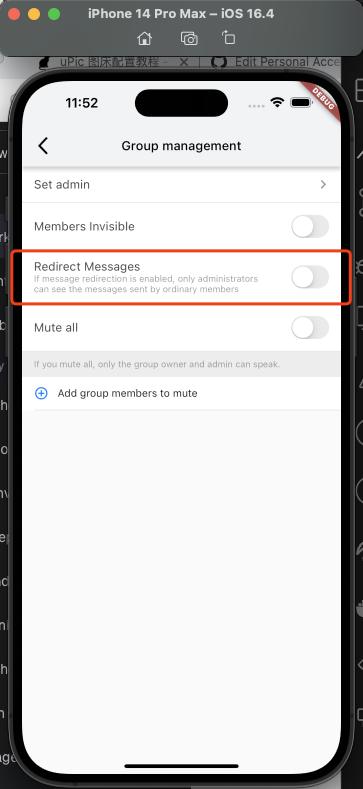 iPhone 14 Pro Max – iOS 16.4
uPic 图床配置教程 -
Edit Personal Acce
11:52
DEBUG
Group management
Set admin
Members Invisible
Redirect Messages
If message redirection is enabled, only administrators
can see the messages sent by ordinary members
Mute all
If you mute all, only the group owner and admin can speak.
Add group members to mute